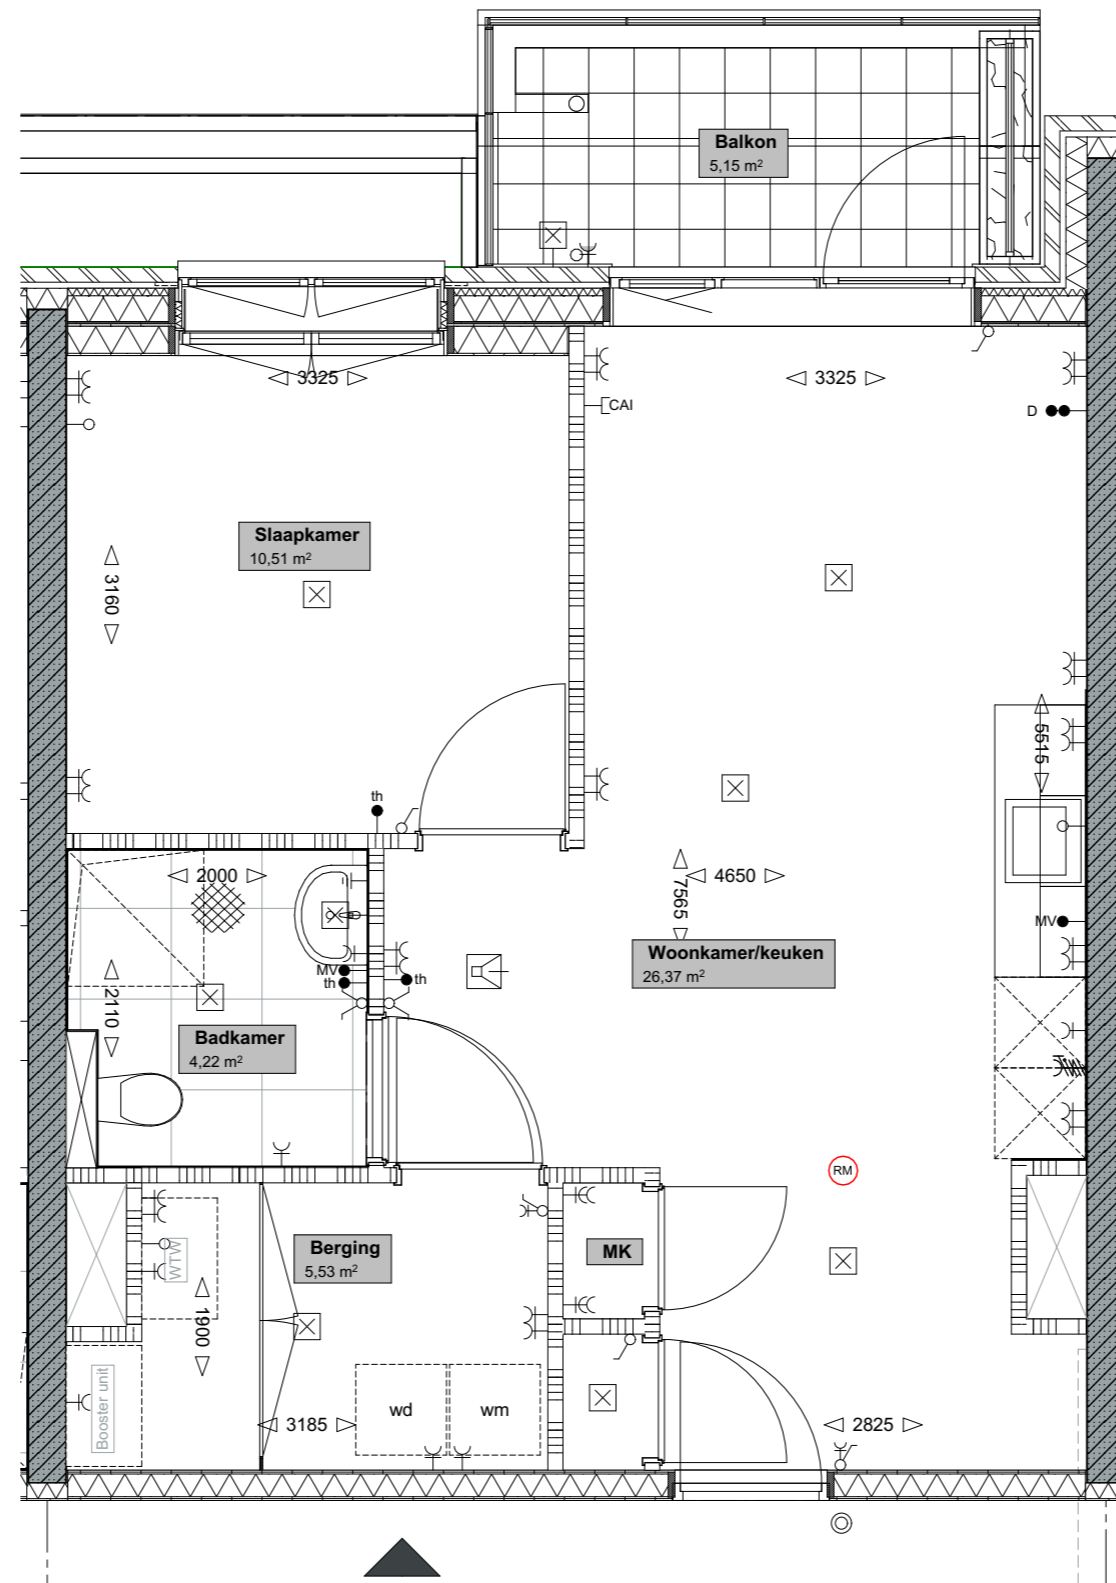 Balkon
5,15 m²
3325
3325
CAI
D
Slaapkamer
10,51 m²
3160
5515
th
2000
7565
4650
MV
Woonkamer/keuken
26,37 m²
MV
th
th
2110
Badkamer
4,22 m²
RM
Berging
5,53 m²
MK
WTW
1900
Booster unit
wd
wm
3185
2825